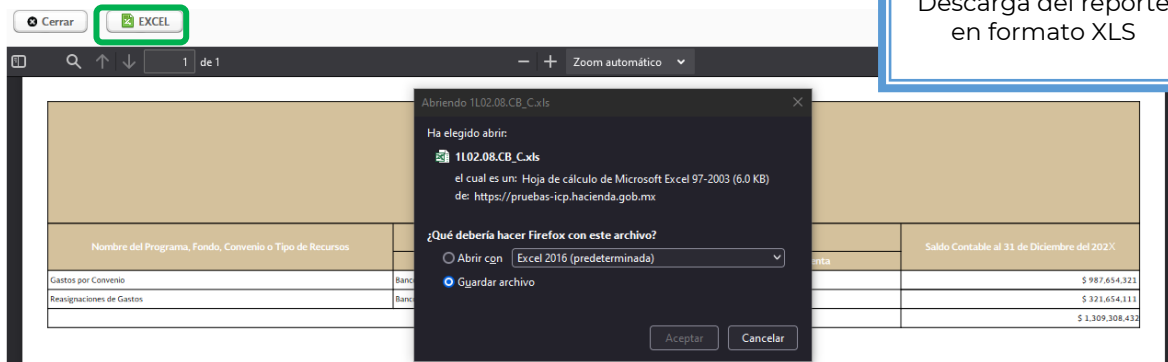 Descarga del reporte
en formato XLS
Cerrar EXCEL
1 de 1 Zoom automático
Abriendo 1L02.08.CB_C.xls
Ha elegido abrir:
1L02.08.CB_C.xls
el cual es un: Hoja de cálculo de Microsoft Excel 97-2003 (6.0 KB)
de: https://pruebas-icp.hacienda.gob.mx
¿Qué debería hacer Firefox con este archivo?
Abrir con Excel 2016 (predeterminada)
Guardar archivo
Aceptar Cancelar
Nombre del Programa, Fondo, Convenio o Tipo de Recursos
Saldo Contable al 31 de Diciembre del 202X
Gastos por Convenio $ 987,654,321
Reasignaciones de Gastos $ 321,654,111
$ 1,309,308,432